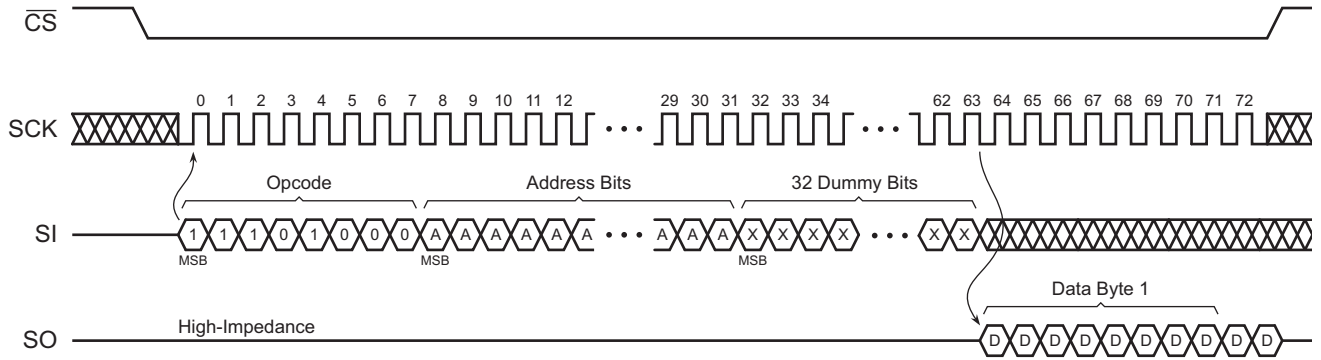 CS
0 1 2 3 4 5 6 7 8 9 10 11 12 29 30 31 32 33 34 62 63 64 65 66 67 68 69 70 71 72
SCK
Opcode Address Bits 32 Dummy Bits
SI 1 1 1 0 1 0 0 0 A A A A A A A A A X X X X X X
MSB MSB MSB
Data Byte 1
High-Impedance
SO D D D D D D D D D D